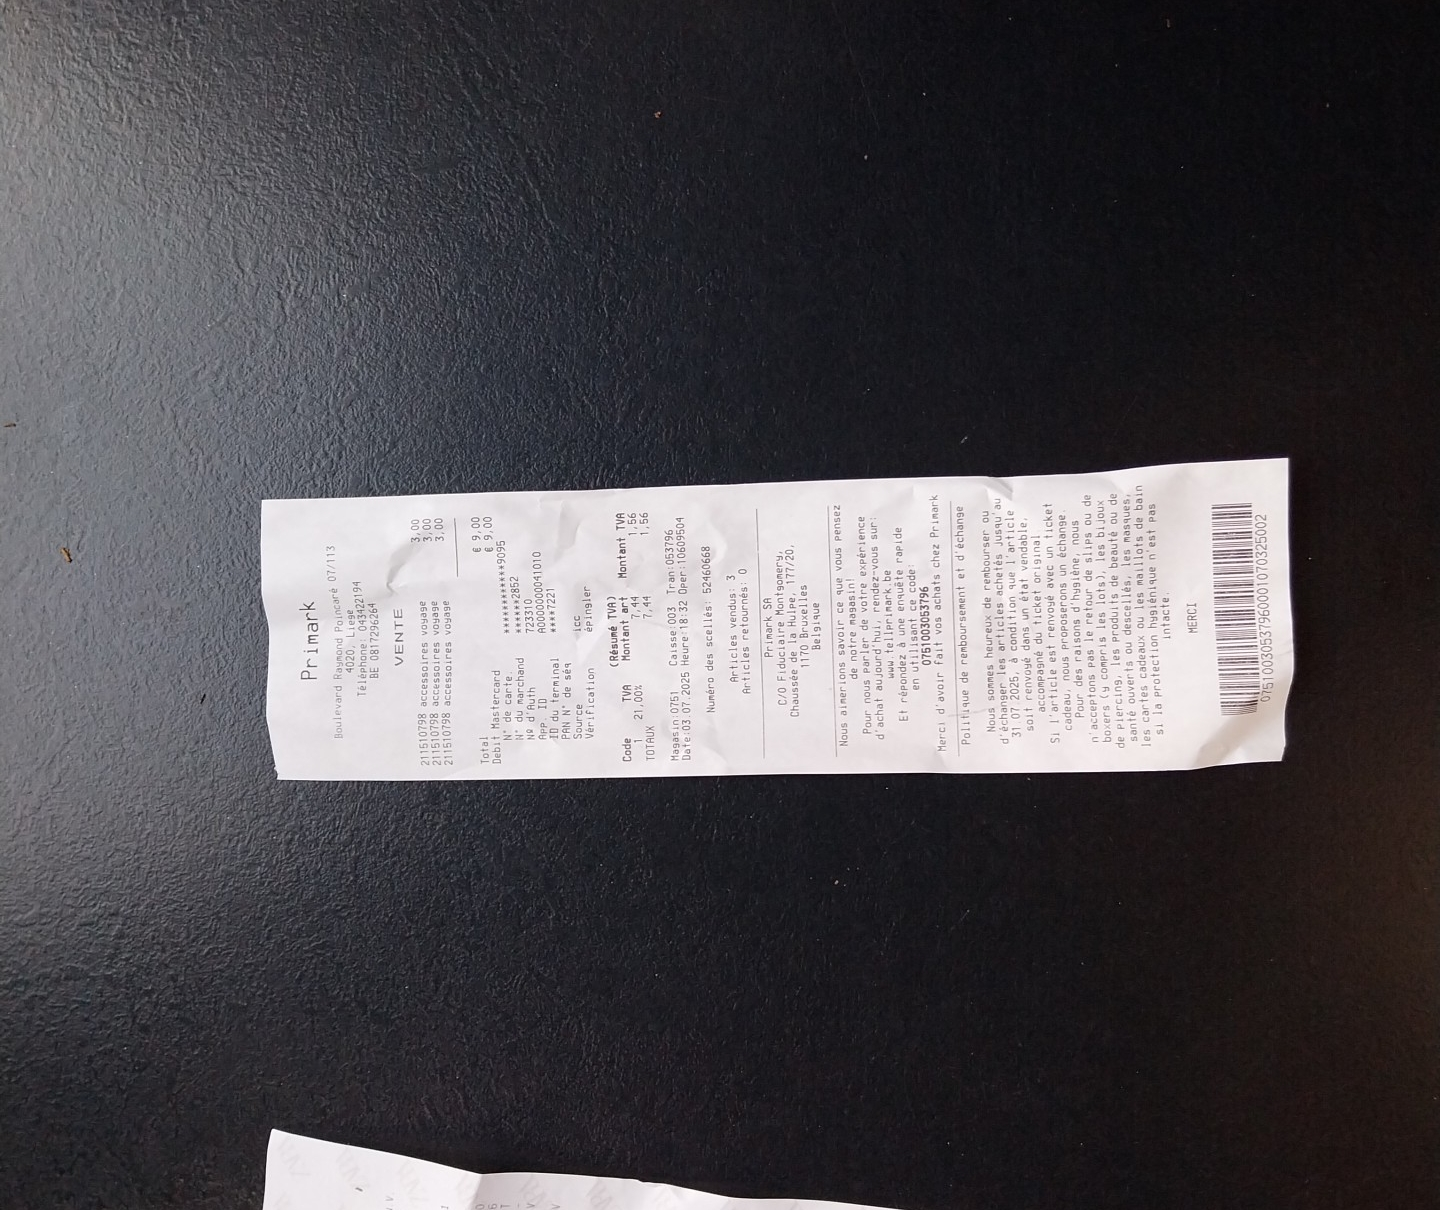 Primark
Boulevard Raymond Poincaré 07/113
4020, Liege
Téléphone:043422194
BE 0817296264
VENTE
211510798 accessoires voyage 3,00
211510798 accessoires voyage 3,00
211510798 accessoires voyage 3,00
Total € 9,00
Debit Mastercard € 9,00
N° de carte. ************9095
N° du marchand ******2852
Nº d'Auth 723310
App. ID A0000000041010
ID du terminal ****7221
PAN N° de séq
Source icc
Vérification épingler
(Resumé TVA)
Code TVA Montant art Montant TVA
1 21,00% 7,44 1,56
TOTAUX 7,44 1,56
Magasin:0751 Caisse:003 Tran:053796
Date:03.07.2025 Heure:18:32 Oper:10609504
Numéro des scellés: 52460668
Articles vendus: 3
Articles retournés: 0
Primark SA
C/O Fiduciaire Montgomery,
Chaussée de la Hulpe, 177/20,
1170 Bruxelles
Belgique
Nous aimerions savoir ce que vous pensez
de notre magasin!
Pour nous parler de votre expérience
d'achat aujourd'hui, rendez-vous sur:
www.tellprimark.be
Et répondez à une enquête rapide
en utilisant ce code:
0751003053796
Merci d'avoir fait vos achats chez Primark
Politique de remboursement et d'échange
Nous sommes heureux de rembourser ou
d'échanger les articles achetés jusqu'au
31.07.2025, à condition que l'article
soit renvoyé dans un état vendable,
accompagné du ticket original.
Si l'article est renvoyé avec un ticket
cadeau, nous proposerons un échange.
Pour des raisons d'hygiène, nous
n'acceptons pas le retour de slips ou de
boxers (y compris les lots), les bijoux
de piercing, les produits de beauté ou de
santé ouverts ou descellés, les masques,
les cartes cadeaux ou les maillots de bain
si la protection hygiénique n'est pas
intacte.
MERCI
07510030537960001070325002